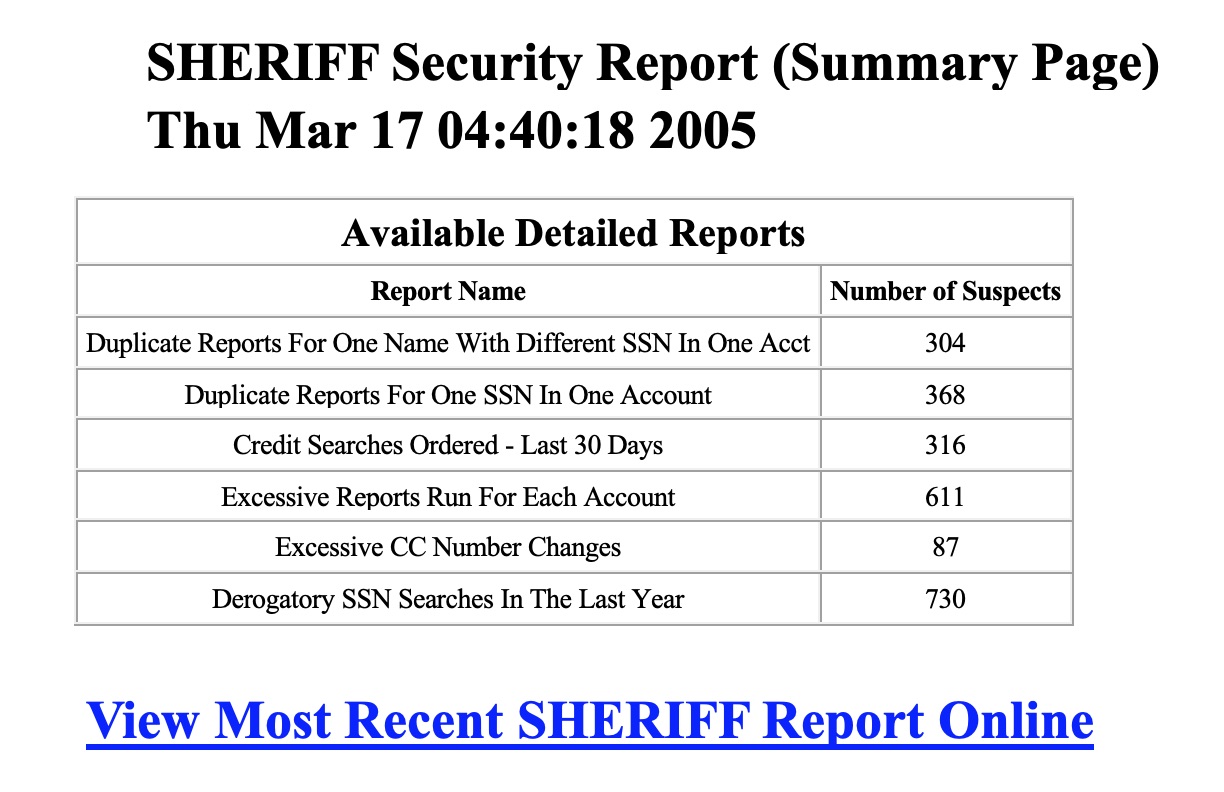 SHERIFF Security Report (Summary Page)
Thu Mar 17 04:40:18 2005
Available Detailed Reports
Report Name Number of Suspects
Duplicate Reports For One Name With Different SSN In One Acct 304
Duplicate Reports For One SSN In One Account 368
Credit Searches Ordered - Last 30 Days 316
Excessive Reports Run For Each Account 611
Excessive CC Number Changes 87
Derogatory SSN Searches In The Last Year 730
View Most Recent SHERIFF Report Online